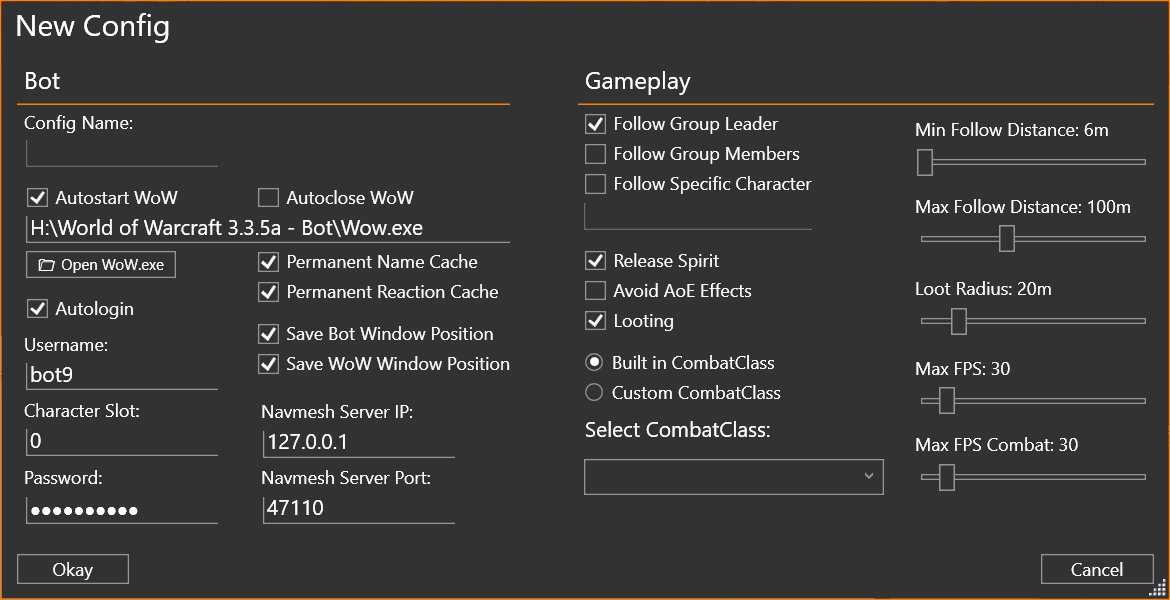 New Config
Bot
Config Name:
Autostart WoW
Autoclose WoW
H:\World of Warcraft 3.3.5a - Bot\Wow.exe
Open WoW.exe
Permanent Name Cache
Permanent Reaction Cache
Autologin
Save Bot Window Position
Username:
Save WoW Window Position
bot9
Character Slot:
Navmesh Server IP:
0
127.0.0.1
Password:
Navmesh Server Port:
●●●●●●●●●●
47110
Okay
Gameplay
Follow Group Leader
Follow Group Members
Follow Specific Character
Release Spirit
Avoid AoE Effects
Looting
Built in CombatClass
Custom CombatClass
Select CombatClass:
Min Follow Distance: 6m
Max Follow Distance: 100m
Loot Radius: 20m
Max FPS: 30
Max FPS Combat: 30
Cancel